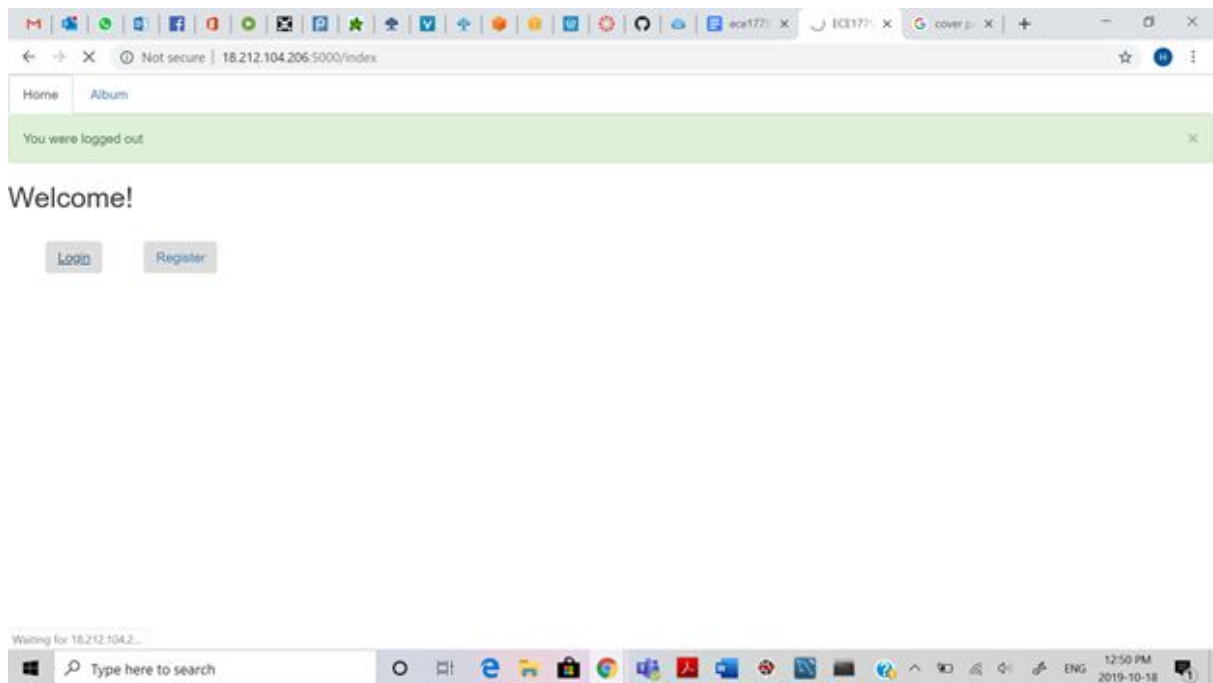 ece177
ECE177
cover p
Not secure | 18.212.104.206:5000/index
Home Album
You were logged out
Welcome!
Login Register
Waiting for 18.212.104.2...
Type here to search
ENG
12:50 PM
2019-10-18